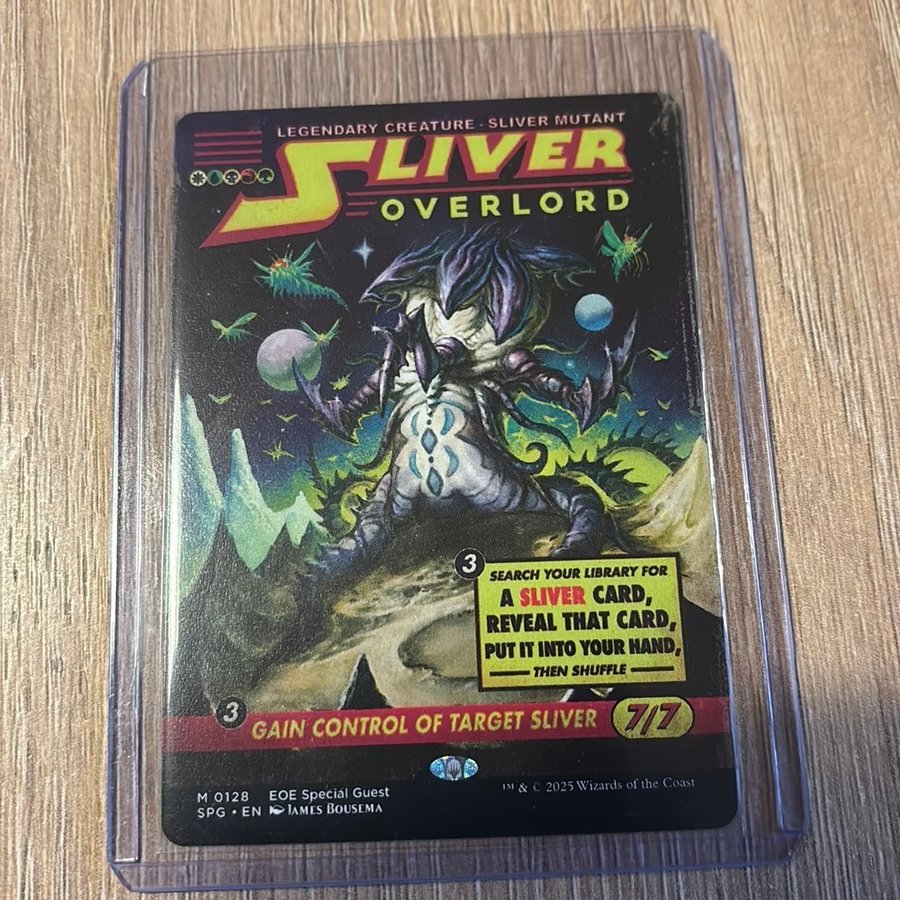 LEGENDARY CREATURE - SLIVER MUTANT
SLIVER
OVERLORD
3
SEARCH YOUR LIBRARY FOR
A SLIVER CARD,
REVEAL THAT CARD,
PUT IT INTO YOUR HAND,
THEN SHUFFLE
3
GAIN CONTROL OF TARGET SLIVER 7/7
M 0128 EOE Special Guest
SPG • EN JAMES BOUSEMA
™ & © 2025 Wizards of the Coast